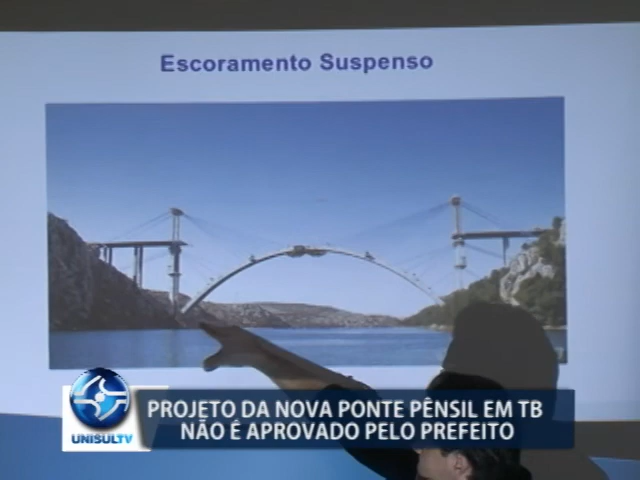 Escoramento Suspenso
PROJETO DA NOVA PONTE PÊNSIL EM TB
NÃO É APROVADO PELO PREFEITO
UNISULTV